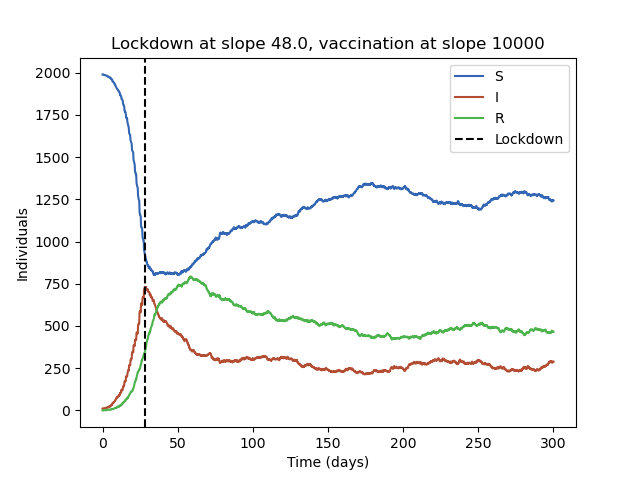 Lockdown at slope 48.0, vaccination at slope 10000
S
I
R
Lockdown
2000
1750
1500
1250
1000
750
500
250
0
Individuals
0 50 100 150 200 250 300
Time (days)